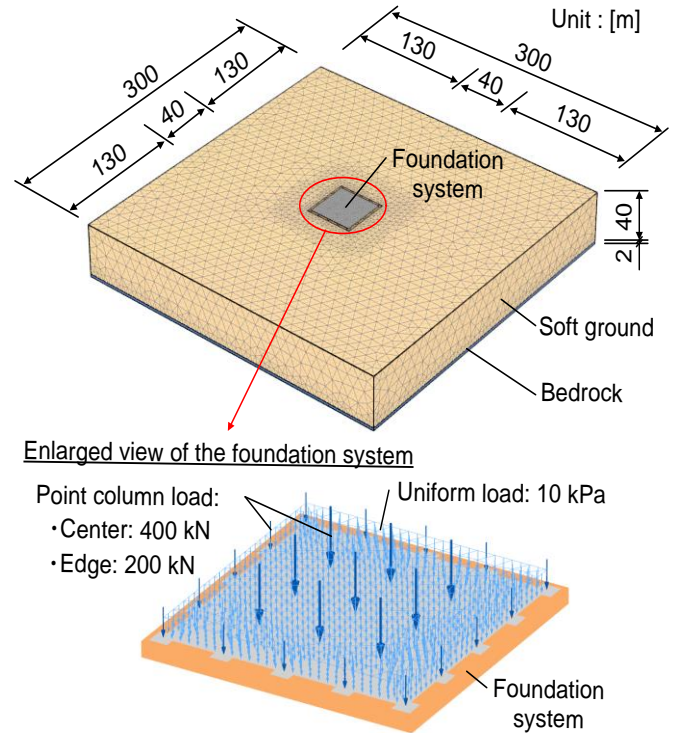 Unit : [m]
300
130
40
130
130
40
130
300
Foundation
system
40
2
Soft ground
Bedrock
Enlarged view of the foundation system
Point column load:
・Center: 400 kN
・Edge: 200 kN
Uniform load: 10 kPa
Foundation
system